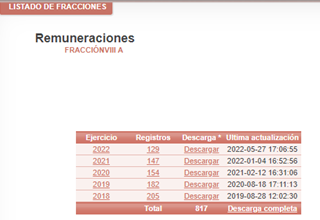 LISTADO DE FRACCIONES
Remuneraciones
FRACCIÓNVIII A
Ejercicio Registros Descarga * Ultima actualización
2022 129 Descargar 2022-05-27 17:06:55
2021 147 Descargar 2022-01-04 16:52:56
2020 154 Descargar 2021-02-12 16:31:06
2019 182 Descargar 2020-08-18 17:11:13
2018 205 Descargar 2019-08-28 12:02:30
Total 817 Descarga completa